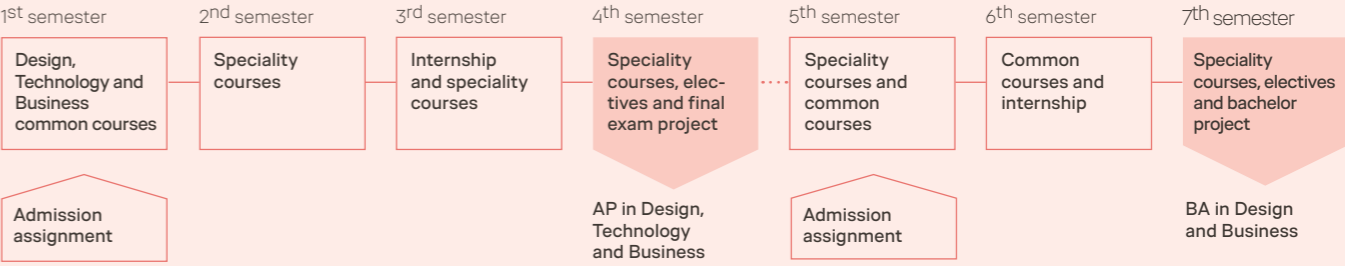 1st semester
2nd semester
3rd semester
4th semester
5th semester
6th semester
7th semester
Design,
Technology and
Business
common courses
Speciality
courses
Internship
and speciality
courses
Speciality
courses, elec-
tives and final
exam project
Speciality
courses and
common
courses
Common
courses and
internship
Speciality
courses, electives
and bachelor
project
Admission
assignment
AP in Design,
Technology
and Business
Admission
assignment
BA in Design
and Business